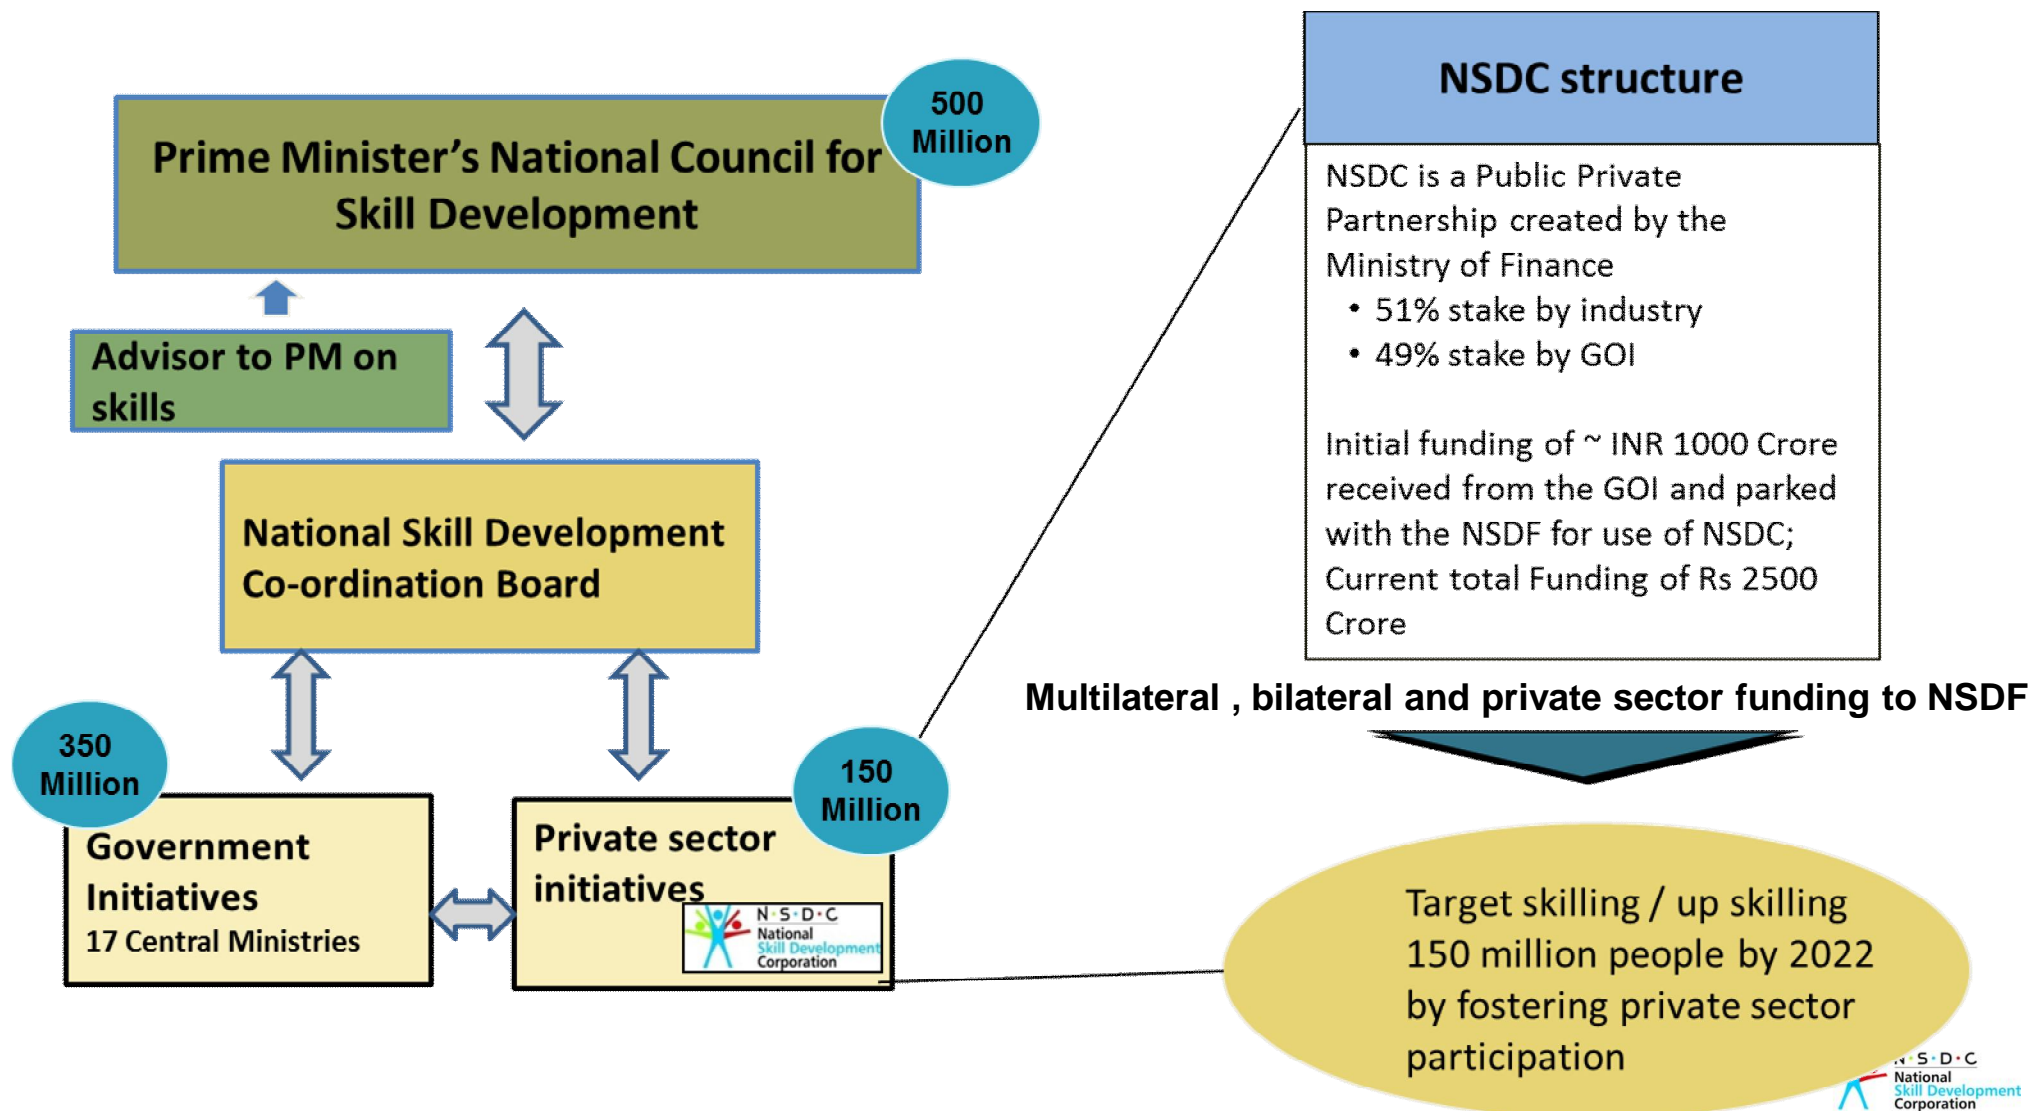 500
Million
Prime Minister's National Council for
Skill Development
Advisor to PM on
skills
National Skill Development
Co-ordination Board
350
Million
Government
Initiatives
17 Central Ministries
150
Million
Private sector
initiatives
N·S·D·C
National
Skill Development
Corporation
NSDC structure
NSDC is a Public Private
Partnership created by the
Ministry of Finance
• 51% stake by industry
• 49% stake by GOI
Initial funding of ~ INR 1000 Crore
received from the GOI and parked
with the NSDF for use of NSDC;
Current total Funding of Rs 2500
Crore
Multilateral , bilateral and private sector funding to NSDF
Target skilling / up skilling
150 million people by 2022
by fostering private sector
participation
N·S·D·C
National
Skill Development
Corporation